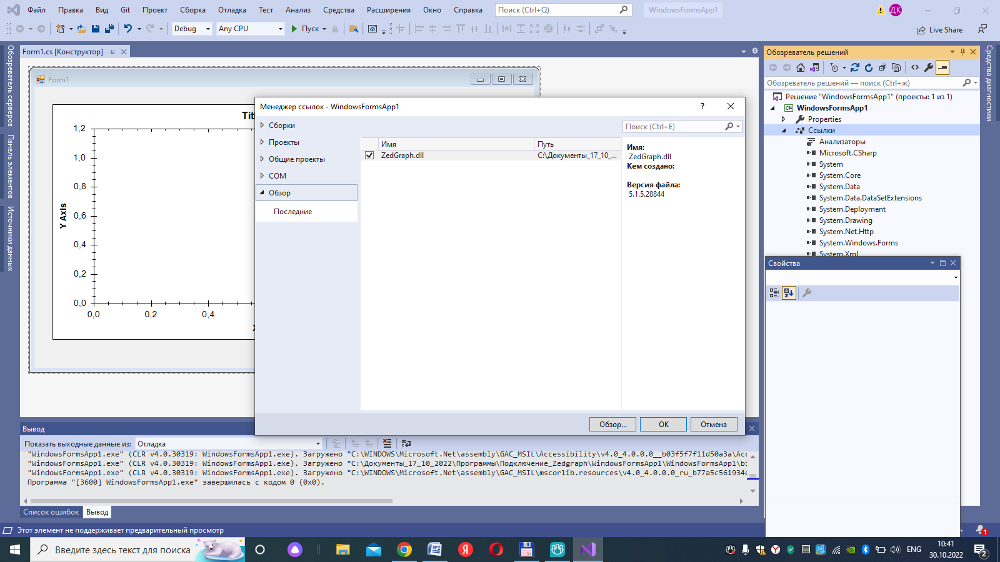 Файл Правка Вид Git Проект Сборка Отладка Тест Анализ Средства Расширения Окно Справка Поиск (Ctrl+Q) WindowsFormsApp1 ДК
Debug Any CPU Пуск Live Share
Обозреватель серверов
Панель элементов
Источники данных
Form1.cs [Конструктор]
Form1
1,2
1,0
0,8
0,6
0,4
0,2
0,0
Y Axis
0,0 0,2 0,4
Менеджер ссылок - WindowsFormsApp1
?
Сборки
Проекты
Общие проекты
COM
Обзор
Последние
Поиск (Ctrl+E)
Имя Путь
ZedGraph.dll C:\Документы_17_10_...
Имя:
ZedGraph.dll
Кем создано:
Версия файла:
5.1.5.28844
Обзор... ОК Отмена
Обозреватель решений
Обозреватель решений — поиск (Ctrl+ж)
Решение "WindowsFormsApp1" (проекты: 1 из 1)
C# WindowsFormsApp1
Properties
Ссылки
Анализаторы
Microsoft.CSharp
System
System.Core
System.Data
System.Data.DataSetExtensions
System.Deployment
System.Drawing
System.Net.Http
System.Windows.Forms
System.Xml
Средства диагностики
Свойства
Вывод
Показать выходные данные из: Отладка
"WindowsFormsApp1.exe" (CLR v4.0.30319: WindowsFormsApp1.exe). Загружено "C:\WINDOWS\Microsoft.Net\assembly\GAC_MSIL\Accessibility\v4.0_4.0.0.0__b03f5f7f11d50a3a\Acc
"WindowsFormsApp1.exe" (CLR v4.0.30319: WindowsFormsApp1.exe). Загружено "C:\Документы_17_10_2022\Программы\Подключение_Zedgraph\WindowsFormsApp1\WindowsFormsApp1\bi
"WindowsFormsApp1.exe" (CLR v4.0.30319: WindowsFormsApp1.exe). Загружено "C:\WINDOWS\Microsoft.Net\assembly\GAC_MSIL\mscorlib.resources\v4.0_4.0.0.0_ru_b77a5c561934e
Программа "[3600] WindowsFormsApp1.exe" завершилась с кодом 0 (0x0).
Список ошибок Вывод
Этот элемент не поддерживает предварительный просмотр
1
Введите здесь текст для поиска
ENG
10:41
30.10.2022
2